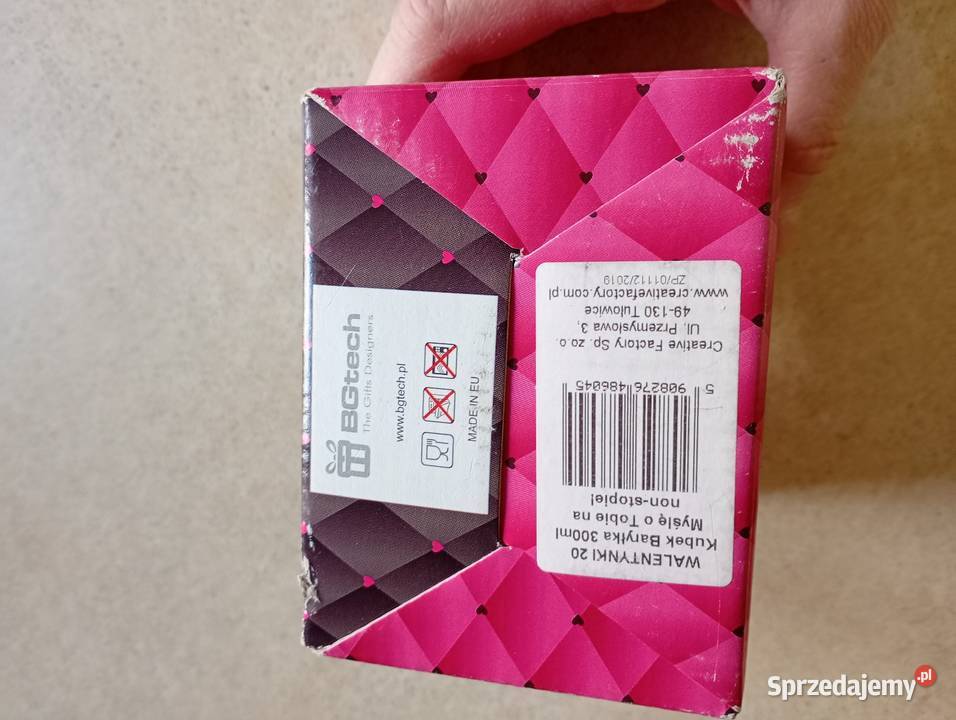 BGtech
The Gifts Designers
www.bgtech.pl
MADE IN EU
WALENTYNKI 20
Kubek Baryłka 300ml
Myślę o Tobie na
non-stopie!
5 908276 486045
Creative Factory Sp. zo.o.
Ul. Przemysłowa 3,
49-130 Tułowice
www.creativefactory.com.pl
ZP/01112/2019
Sprzedajemy.pl